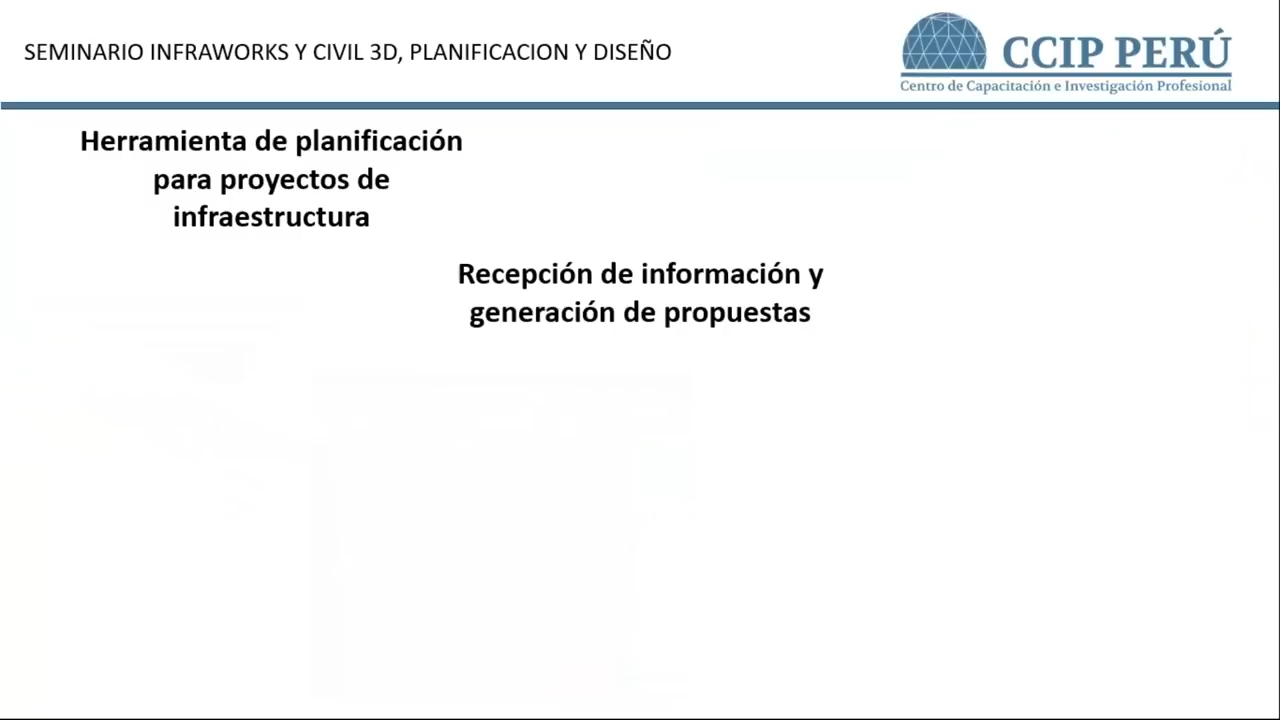 SEMINARIO INFRAWORKS Y CIVIL 3D, PLANIFICACION Y DISEÑO
CCIP PERÚ
Centro de Capacitación e Investigación Profesional
Herramienta de planificación
para proyectos de
infraestructura
Recepción de información y
generación de propuestas